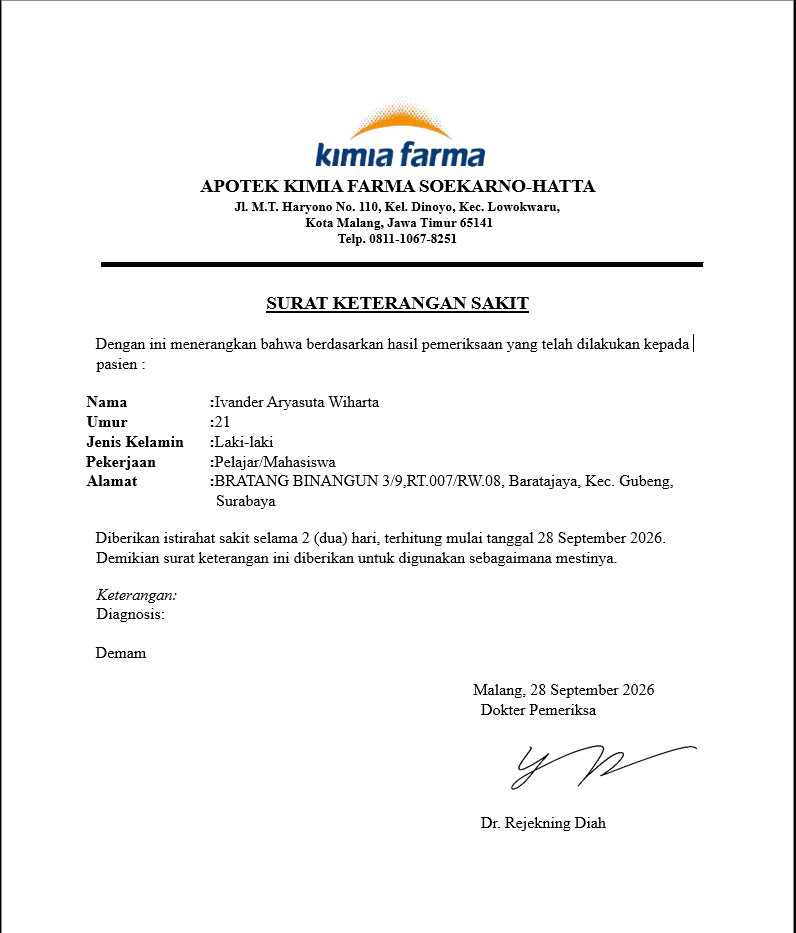 kimia farma
APOTEK KIMIA FARMA SOEKARNO-HATTA
Jl. M.T. Haryono No. 110, Kel. Dinoyo, Kec. Lowokwaru,
Kota Malang, Jawa Timur 65141
Telp. 0811-1067-8251
SURAT KETERANGAN SAKIT
Dengan ini menerangkan bahwa berdasarkan hasil pemeriksaan yang telah dilakukan kepada
pasien :
Nama :Ivander Aryasuta Wiharta
Umur :21
Jenis Kelamin :Laki-laki
Pekerjaan :Pelajar/Mahasiswa
Alamat :BRATANG BINANGUN 3/9,RT.007/RW.08, Baratajaya, Kec. Gubeng,
Surabaya
Diberikan istirahat sakit selama 2 (dua) hari, terhitung mulai tanggal 28 September 2026.
Demikian surat keterangan ini diberikan untuk digunakan sebagaimana mestinya.
Keterangan:
Diagnosis:
Demam
Malang, 28 September 2026
Dokter Pemeriksa
Dr. Rejekning Diah